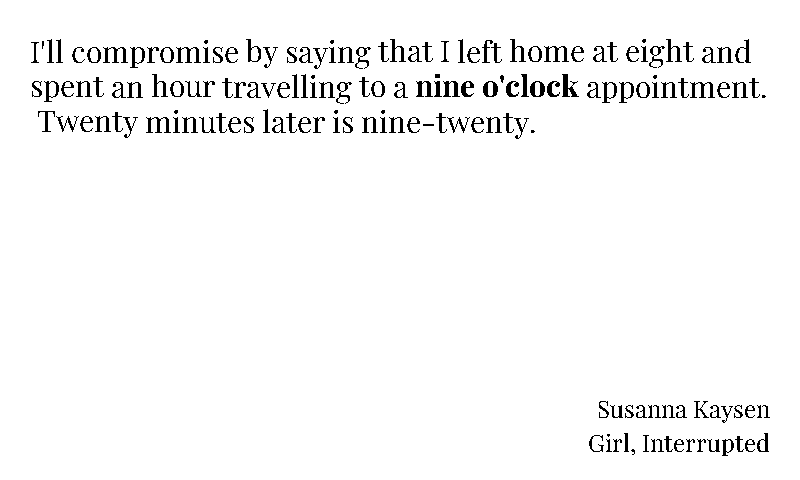 I'll compromise by saying that I left home at eight and
spent an hour travelling to a nine o'clock appointment.
Twenty minutes later is nine-twenty.
Susanna Kaysen
Girl, Interrupted